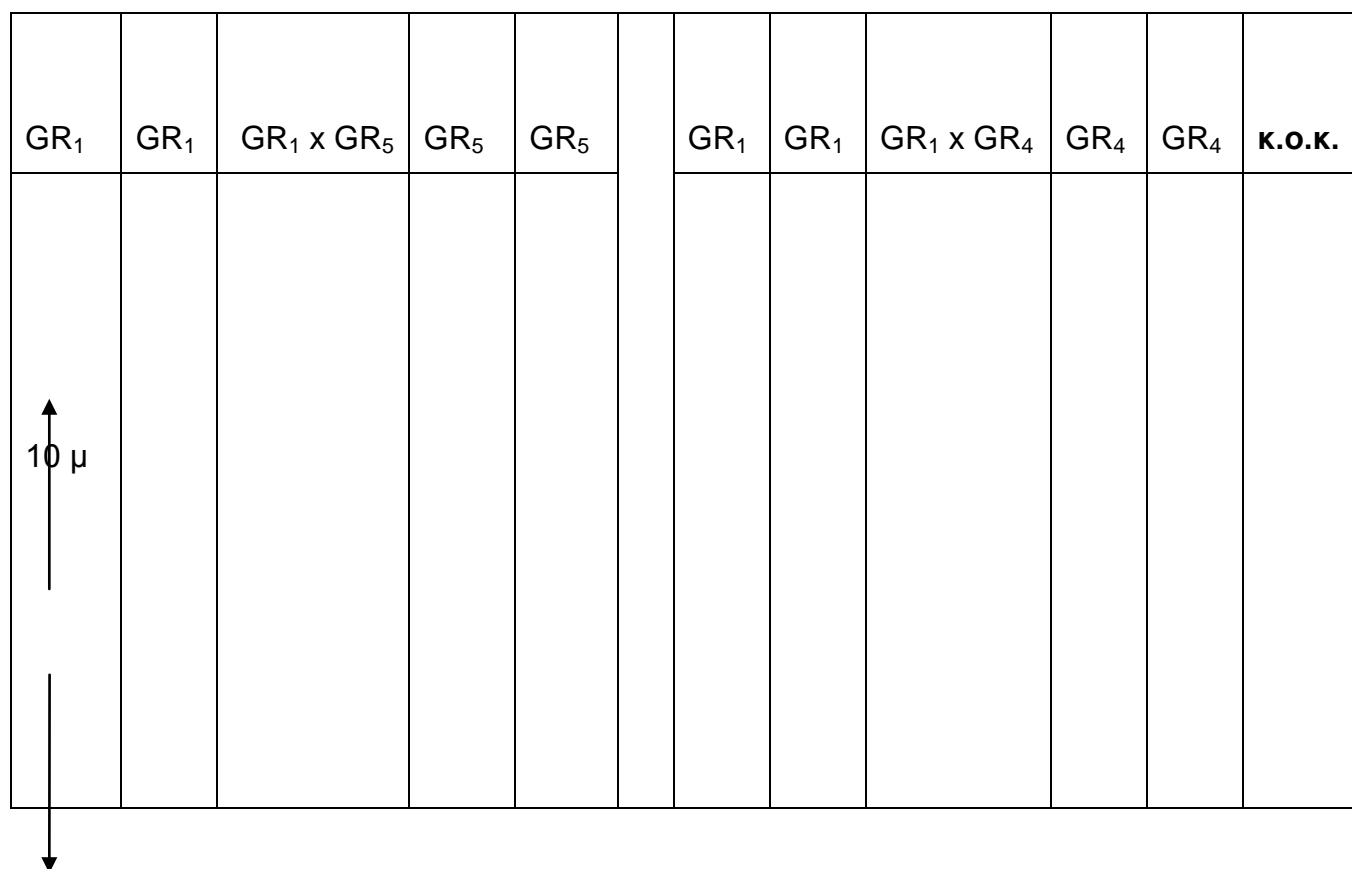 GR₁ GR₁ GR₁ x GR₅ GR₅ GR₅ GR₁ GR₁ GR₁ x GR₄ GR₄ GR₄ κ.ο.κ.
10 μ